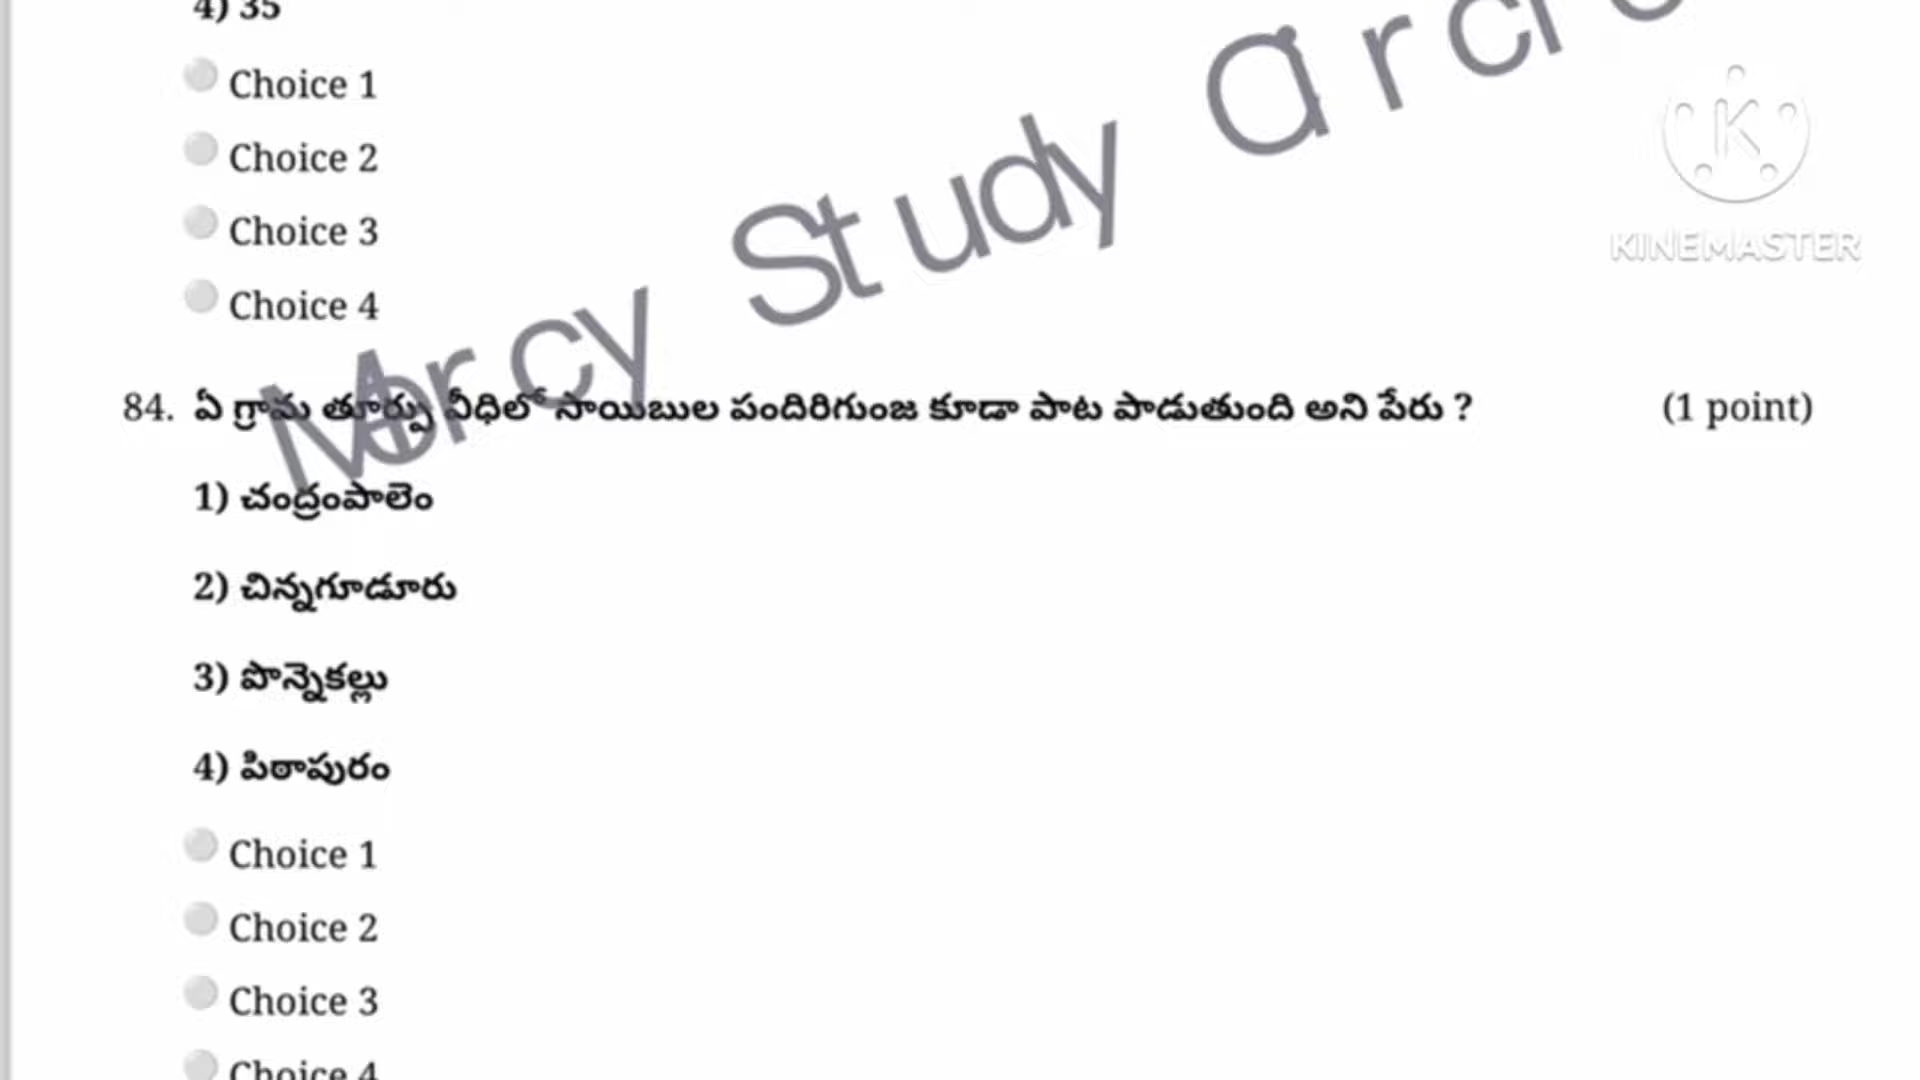 4) 35
Choice 1
Choice 2
Choice 3
Choice 4
Mercy Study Circle
KINEMASTER
84. ఏ గ్రామ తూర్పు వీధిలో సాయిబుల పందిరిగుంజ కూడా పాట పాడుతుంది అని పేరు ? (1 point)
1) చంద్రంపాలెం
2) చిన్నగూడూరు
3) పొన్నెకల్లు
4) పిఠాపురం
Choice 1
Choice 2
Choice 3
Choice 4